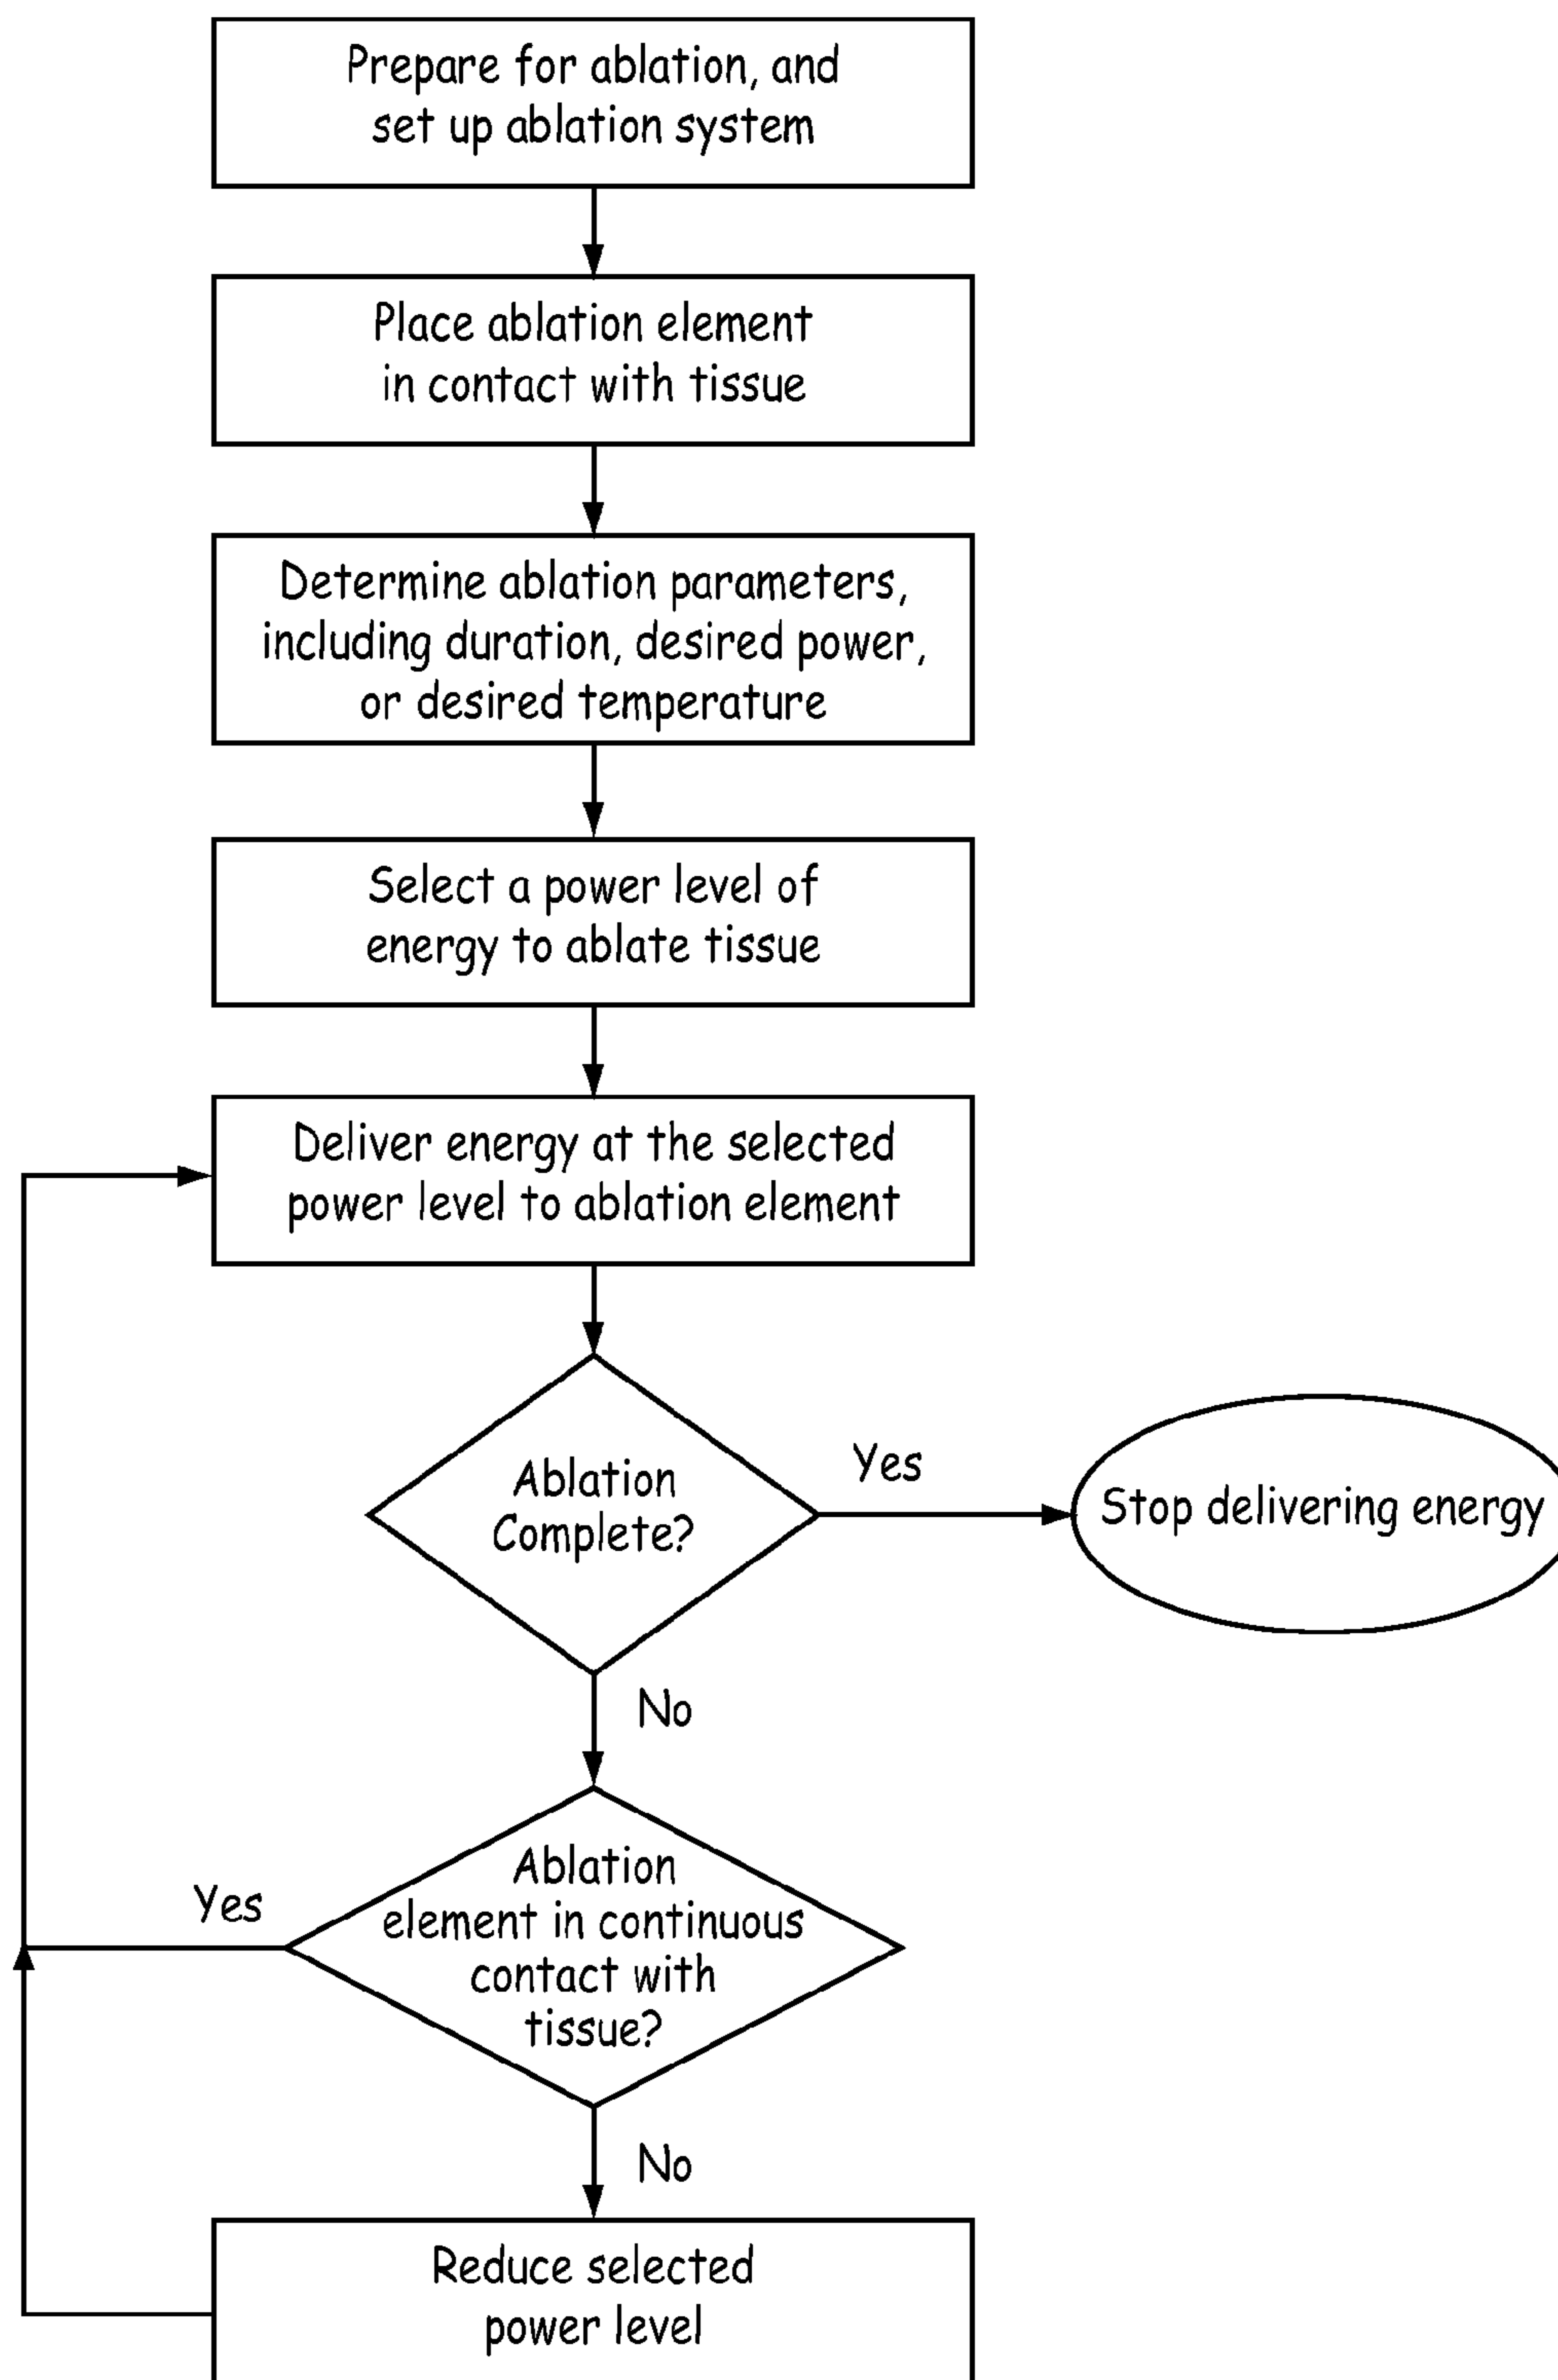 Prepare for ablation, and
set up ablation system
Place ablation element
in contact with tissue
Determine ablation parameters,
including duration, desired power,
or desired temperature
Select a power level of
energy to ablate tissue
Deliver energy at the selected
power level to ablation element
Ablation
Complete?
Yes
Stop delivering energy
No
Ablation
element in continuous
contact with
tissue?
Yes
No
Reduce selected
power level